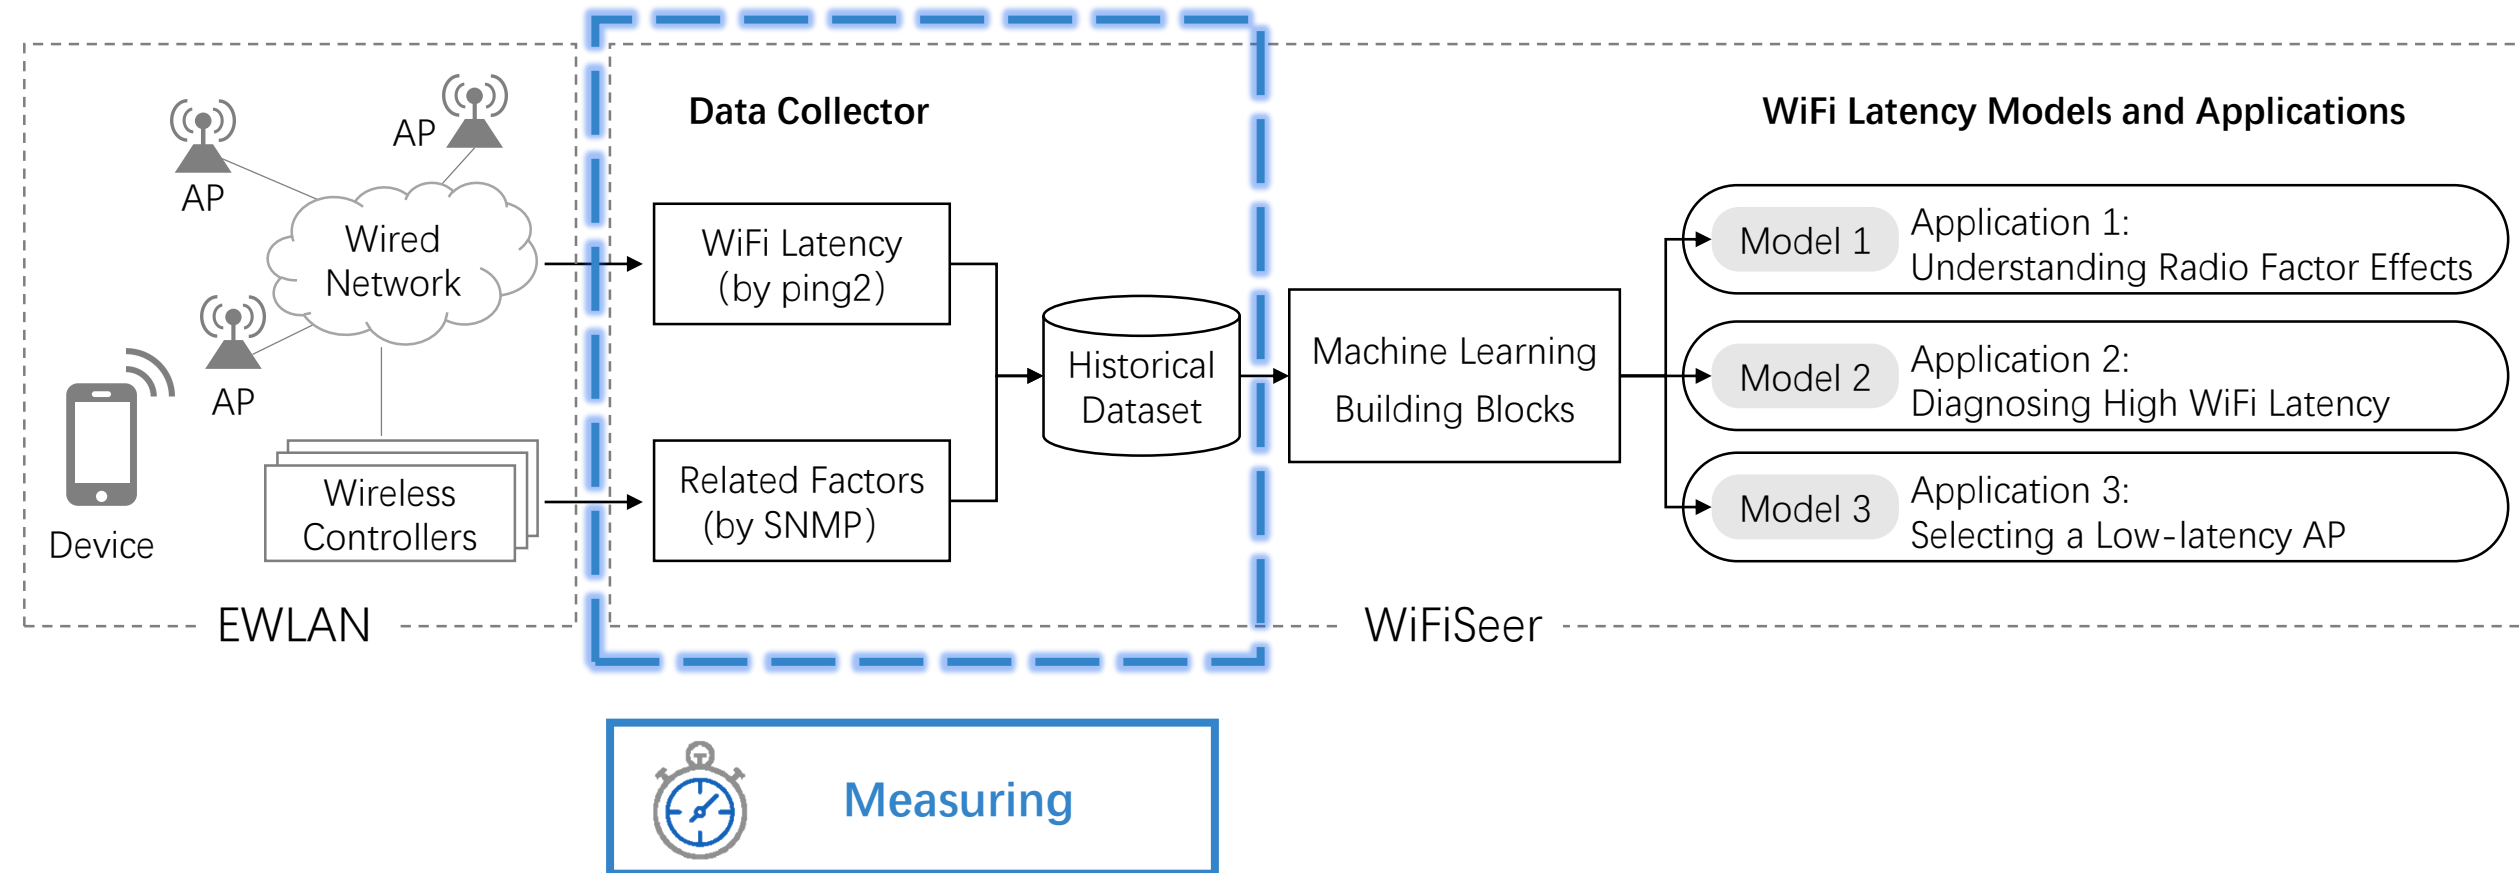 AP
AP
Wired
Network
AP
Device
Wireless
Controllers
EWLAN
Data Collector
WiFi Latency
(by ping2)
Related Factors
(by SNMP)
Historical
Dataset
Machine Learning
Building Blocks
WiFi Latency Models and Applications
Model 1
Application 1:
Understanding Radio Factor Effects
Model 2
Application 2:
Diagnosing High WiFi Latency
Model 3
Application 3:
Selecting a Low-latency AP
WiFiSeer
Measuring